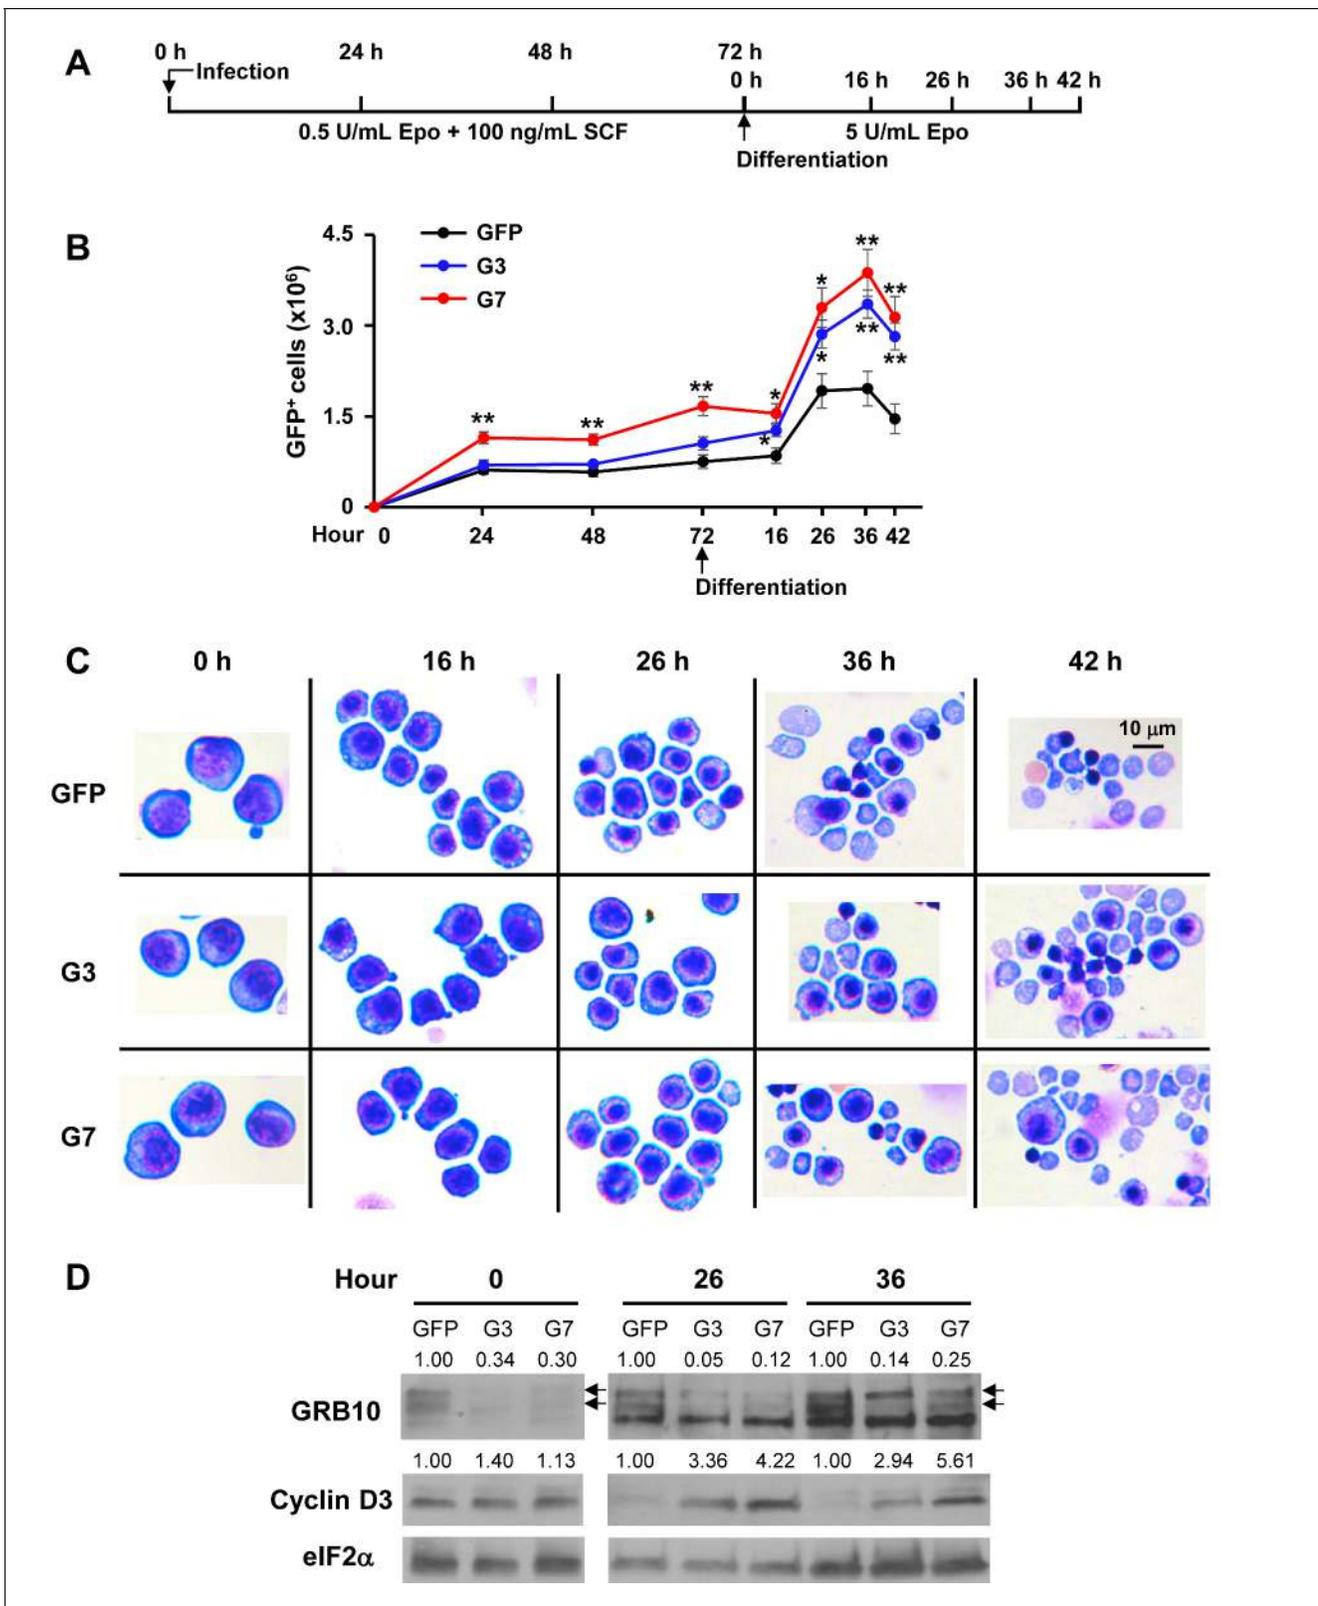 A
0 h 24 h 48 h 72 h
Infection
0 h 16 h 26 h 36 h 42 h
0.5 U/mL Epo + 100 ng/mL SCF 5 U/mL Epo
Differentiation
B
GFP⁺ cells (x10⁶)
4.5
3.0
1.5
0
GFP
G3
G7
** ** ** * * * * ** ** ** **
Hour 0 24 48 72 16 26 36 42
Differentiation
C
0 h 16 h 26 h 36 h 42 h
GFP
10 μm
G3
G7
D
Hour 0 26 36
GFP G3 G7 GFP G3 G7 GFP G3 G7
1.00 0.34 0.30 1.00 0.05 0.12 1.00 0.14 0.25
GRB10
1.00 1.40 1.13 1.00 3.36 4.22 1.00 2.94 5.61
Cyclin D3
eIF2α